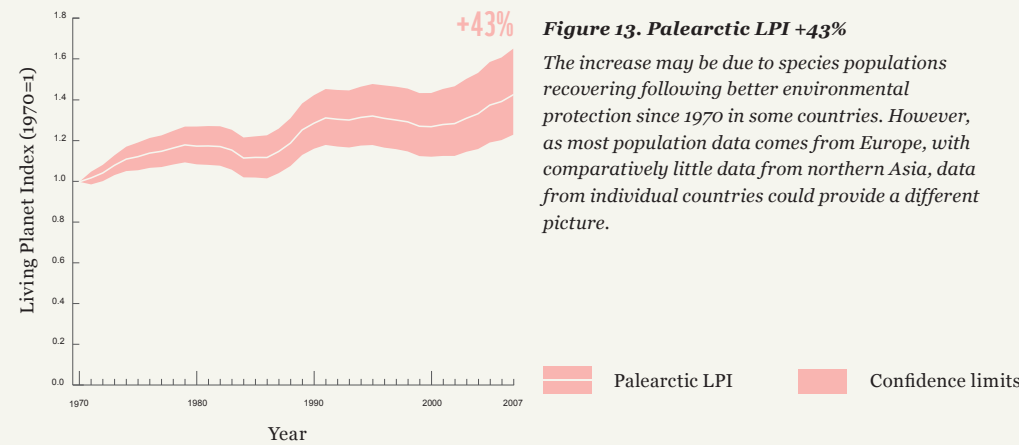 +43%
1.8
1.6
1.4
1.2
1.0
0.8
0.6
0.4
0.2
0.0
Living Planet Index (1970=1)
1970
1980
1990
2000
2007
Year
Figure 13. Palearctic LPI +43%
The increase may be due to species populations
recovering following better environmental
protection since 1970 in some countries. However,
as most population data comes from Europe, with
comparatively little data from northern Asia, data
from individual countries could provide a different
picture.
Palearctic LPI
Confidence limits